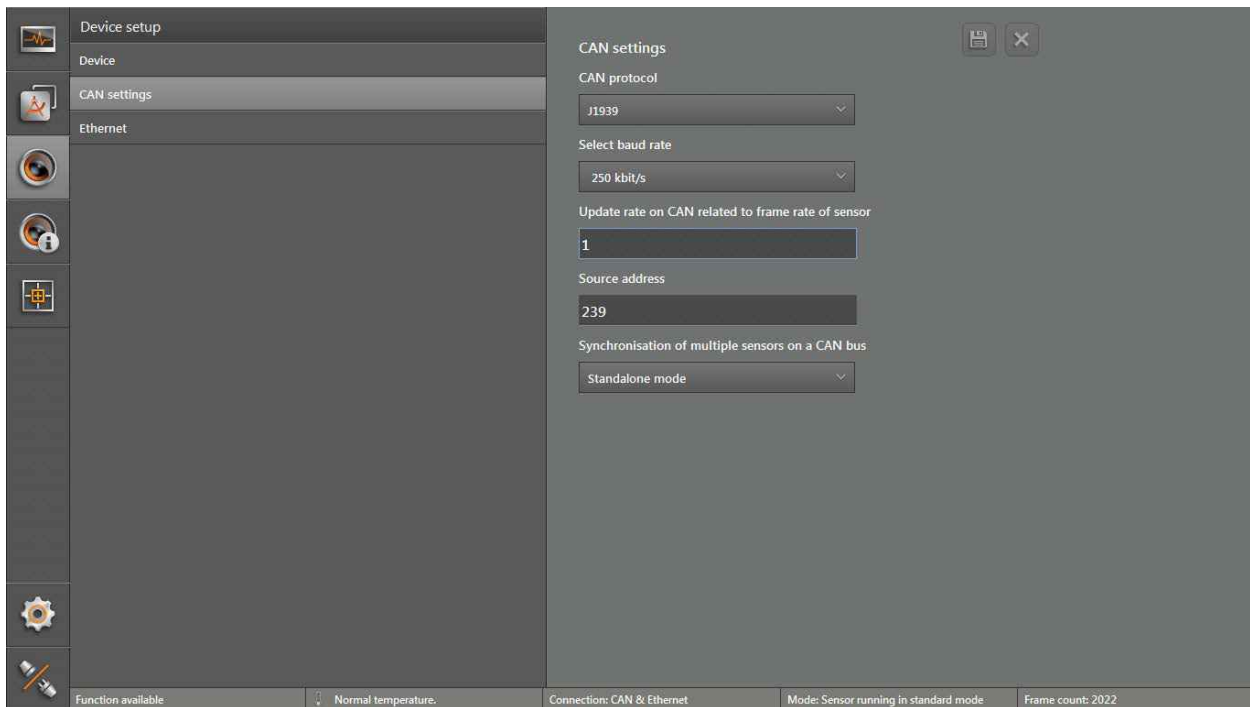 Device setup
Device
CAN settings
Ethernet
CAN settings
CAN protocol
J1939
Select baud rate
250 kbit/s
Update rate on CAN related to frame rate of sensor
1
Source address
239
Synchronisation of multiple sensors on a CAN bus
Standalone mode
Function available
Normal temperature.
Connection: CAN & Ethernet
Mode: Sensor running in standard mode
Frame count: 2022